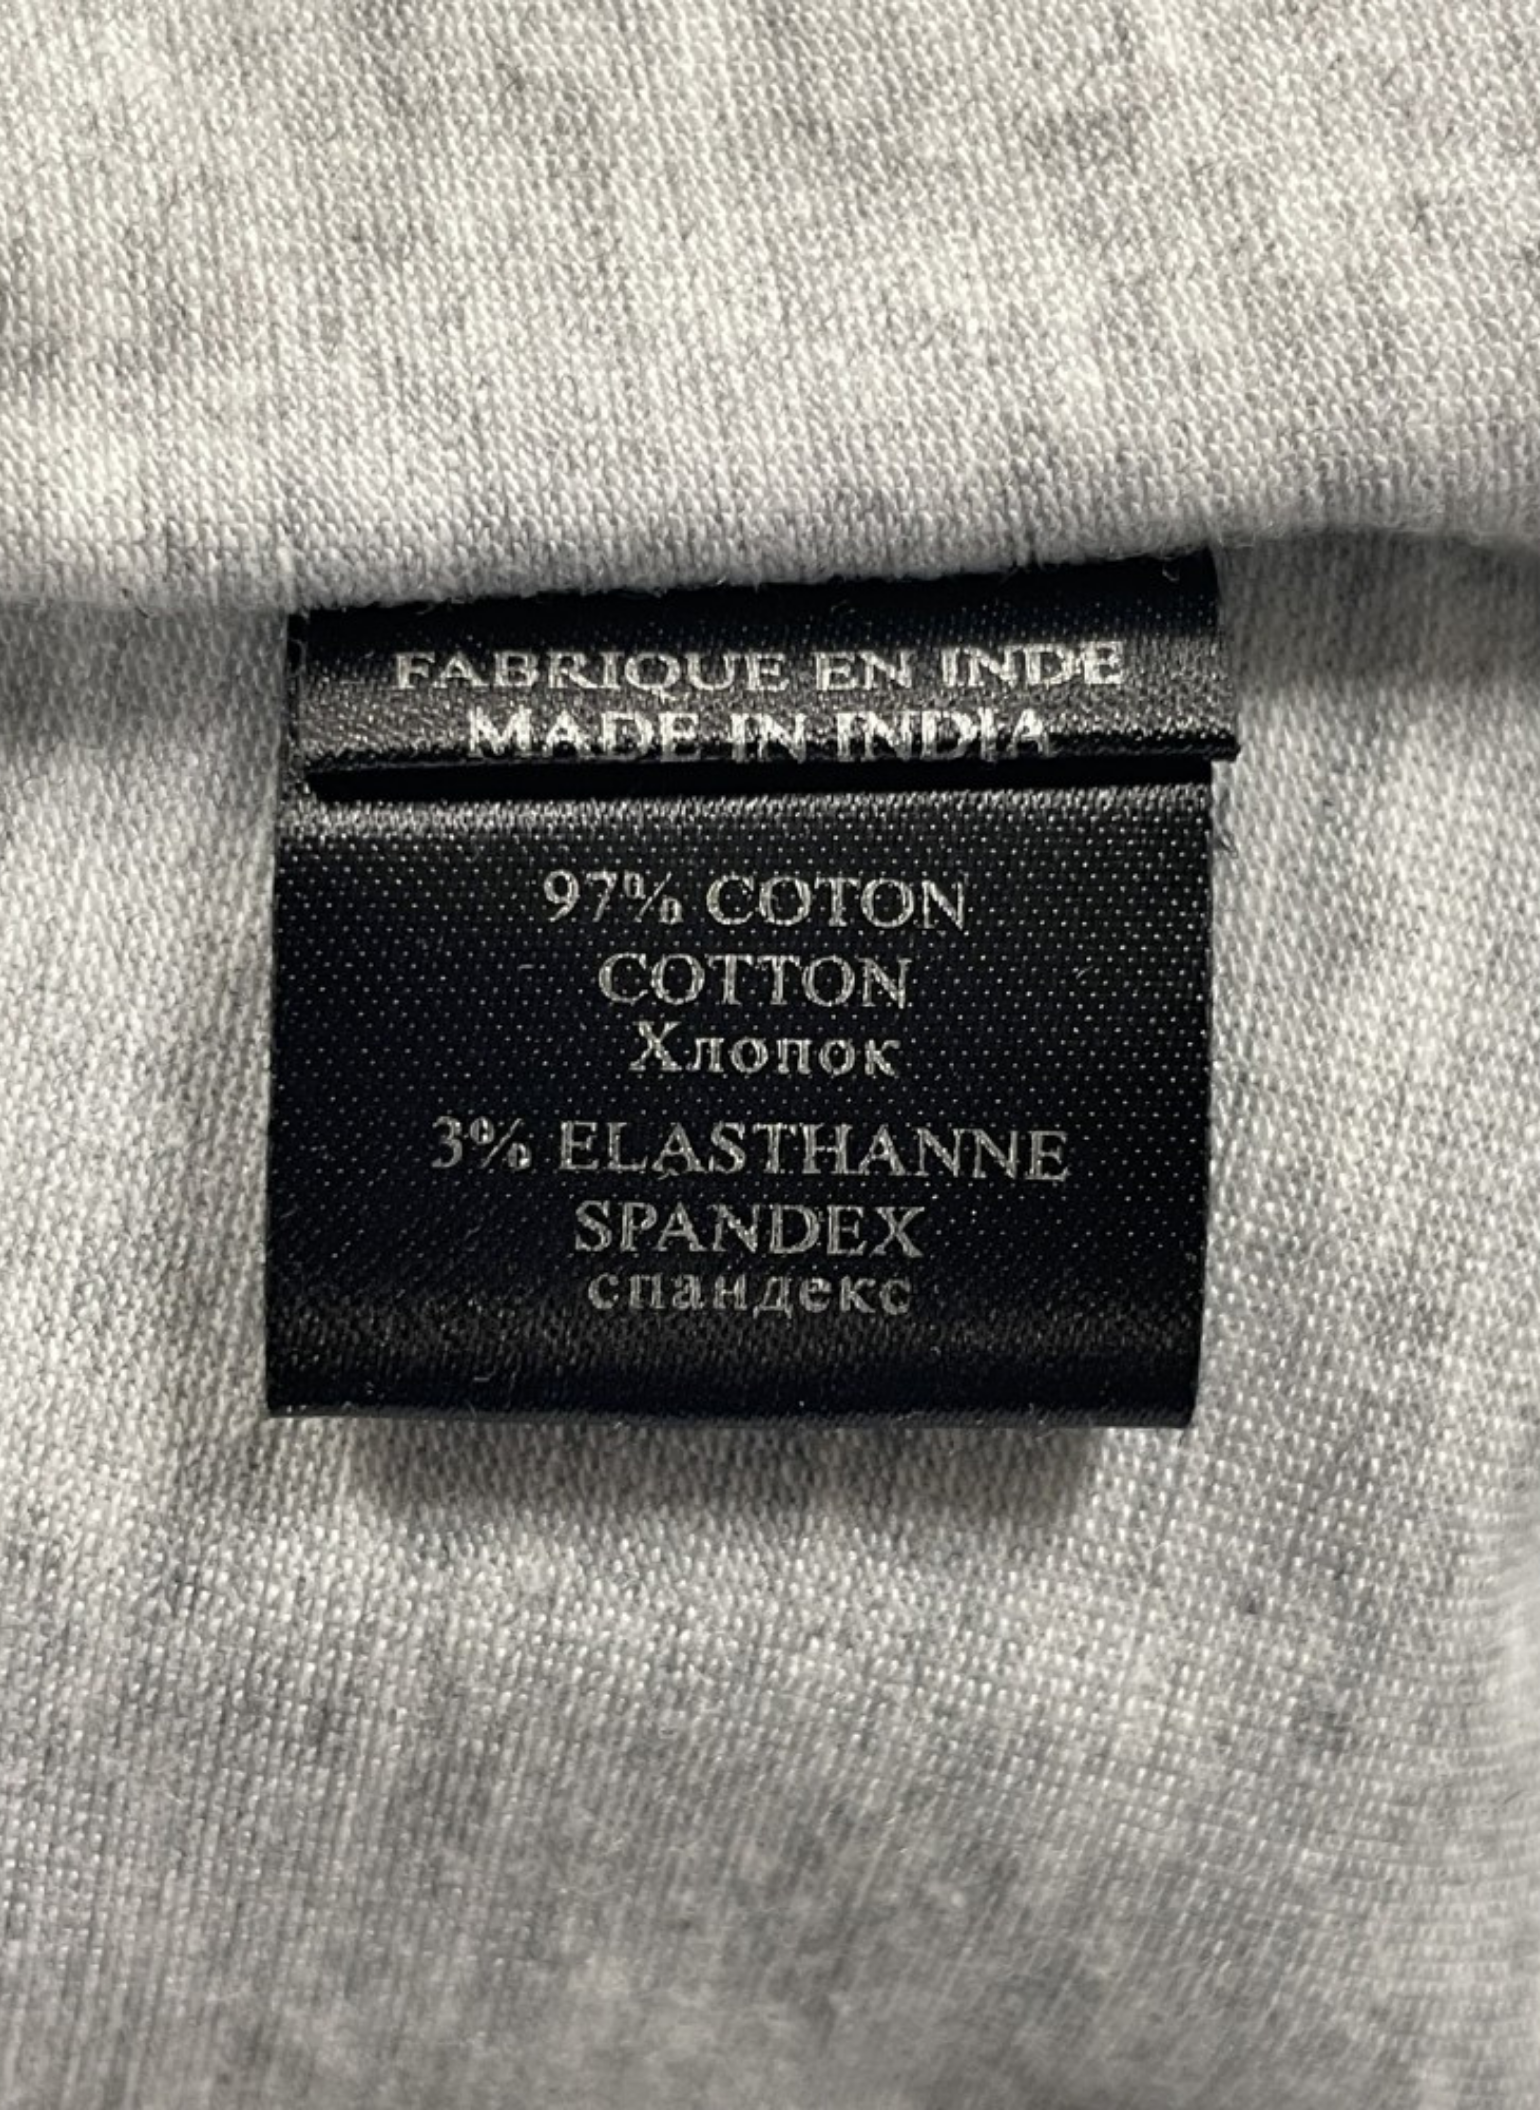 FABRIQUE EN INDE
MADE IN INDIA
97% COTON
COTTON
Хлопок
3% ELASTHANNE
SPANDEX
спандекс